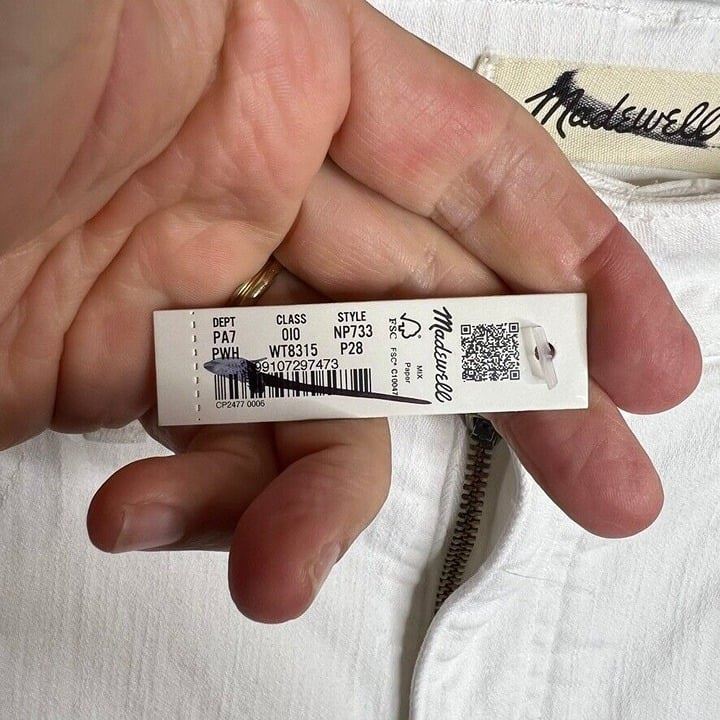 Madewell
DEPT CLASS STYLE
PA7 010 NP733
PWH WT8315 P28
99107297473
CP2477 0006
FSC
FSC® C10047
MIX
Paper
Madewell